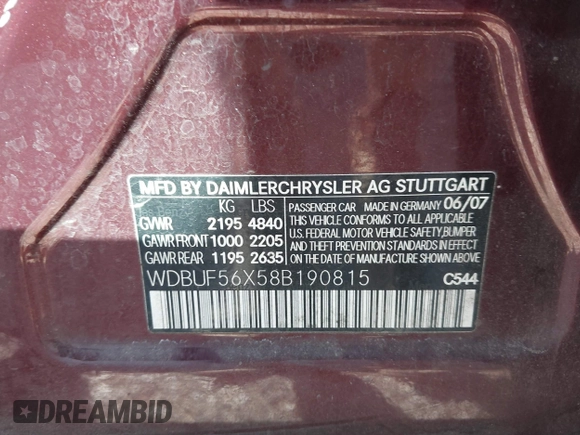 MFD BY DAIMLERCHRYSLER AG STUTTGART
KG LBS
GVWR 2195 4840
GAWR FRONT 1000 2205
GAWR REAR 1195 2635
PASSENGER CAR MADE IN GERMANY 06/07
THIS VEHICLE CONFORMS TO ALL APPLICABLE
U.S. FEDERAL MOTOR VEHICLE SAFETY,BUMPER,
AND THEFT PREVENTION STANDARDS IN EFFECT
ON THE DATE OF MANUFACTURE SHOWN ABOVE
WDBUF56X58B190815
C544
DREAMBID